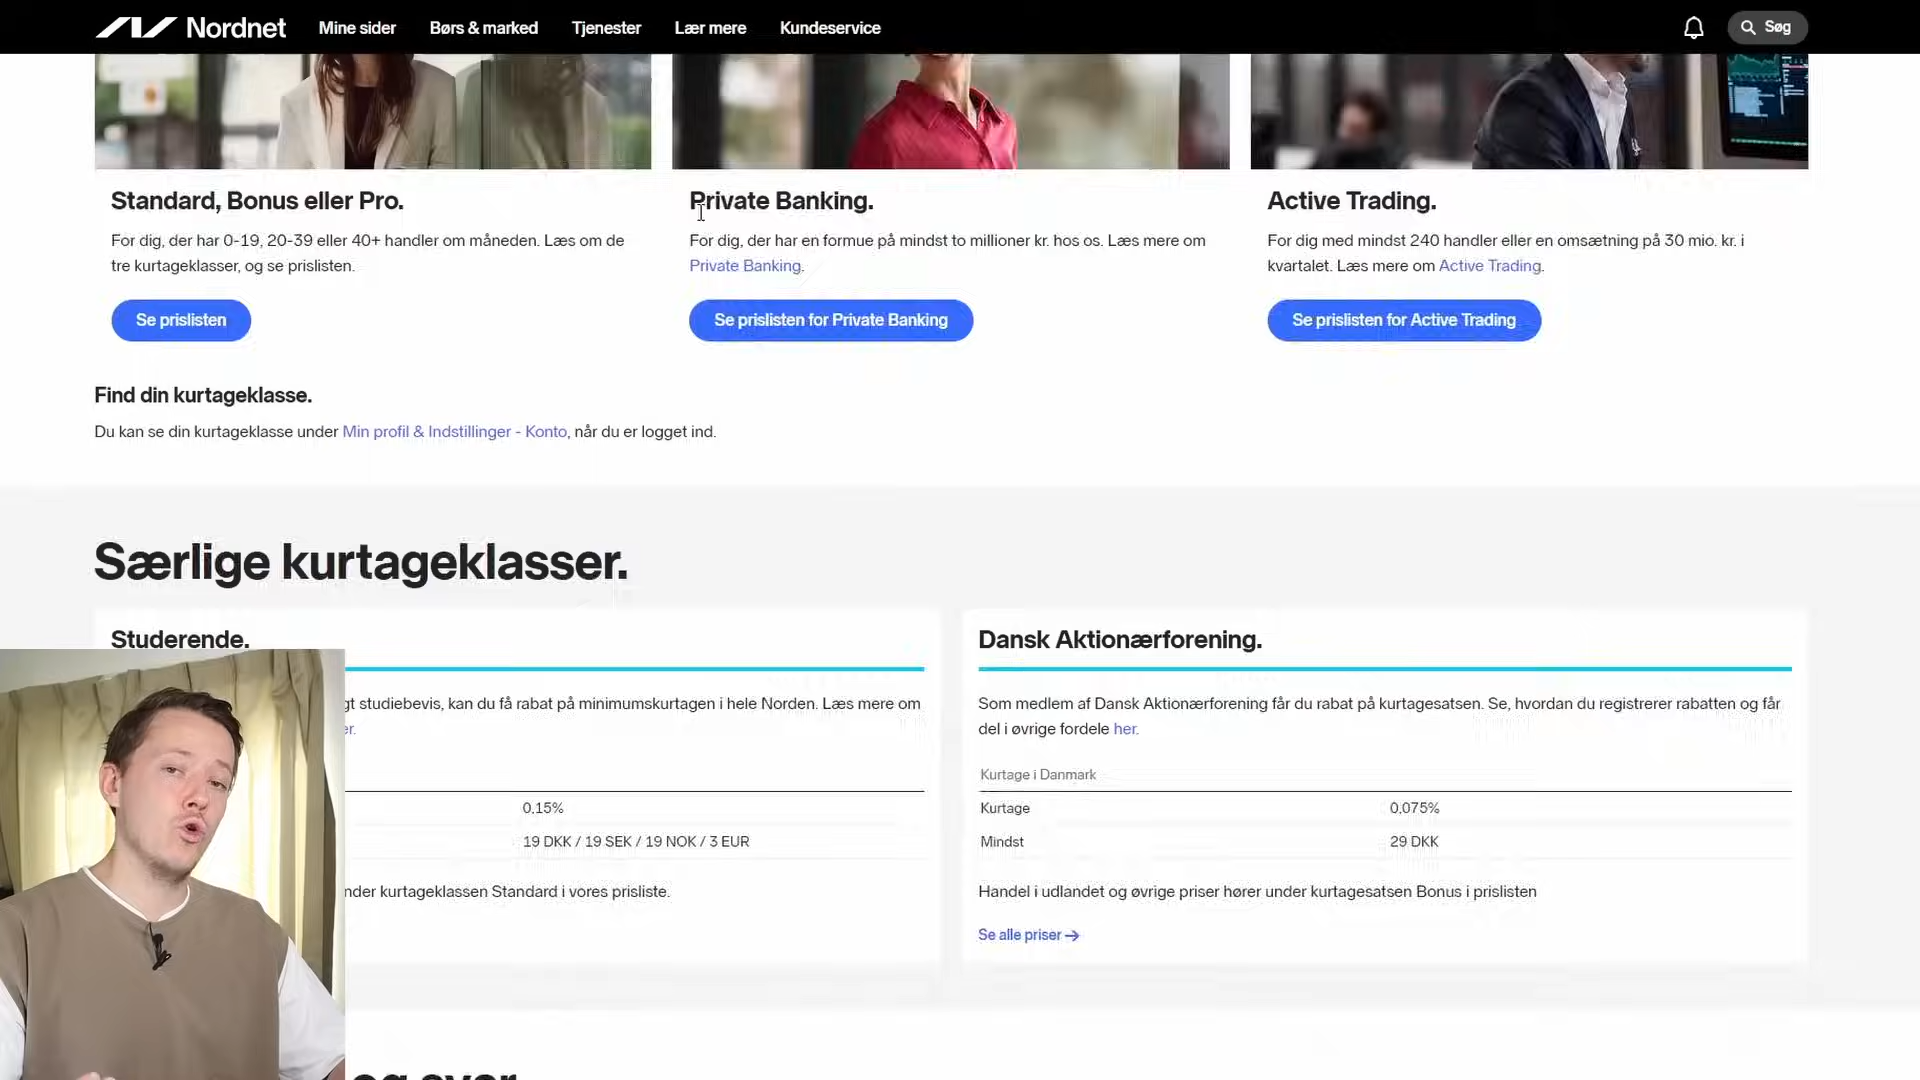 Nordnet
Mine sider
Børs & marked
Tjenester
Lær mere
Kundeservice
Søg
Standard, Bonus eller Pro.
For dig, der har 0-19, 20-39 eller 40+ handler om måneden. Læs om de
tre kurtageklasser, og se prislisten.
Se prislisten
Private Banking.
For dig, der har en formue på mindst to millioner kr. hos os. Læs mere om
Private Banking.
Se prislisten for Private Banking
Active Trading.
For dig med mindst 240 handler eller en omsætning på 30 mio. kr. i
kvartalet. Læs mere om Active Trading.
Se prislisten for Active Trading
Find din kurtageklasse.
Du kan se din kurtageklasse under Min profil & Indstillinger - Konto, når du er logget ind.
Særlige kurtageklasser.
Studerende.
studiebevis, kan du få rabat på minimumskurtagen i hele Norden. Læs mere om
0,15%
19 DKK / 19 SEK / 19 NOK / 3 EUR
kurtageklassen Standard i vores prisliste.
Dansk Aktionærforening.
Som medlem af Dansk Aktionærforening får du rabat på kurtagesatsen. Se, hvordan du registrerer rabatten og får
del i øvrige fordele her.
Kurtage i Danmark
Kurtage 0,075%
Mindst 29 DKK
Handel i udlandet og øvrige priser hører under kurtagesatsen Bonus i prislisten
Se alle priser →